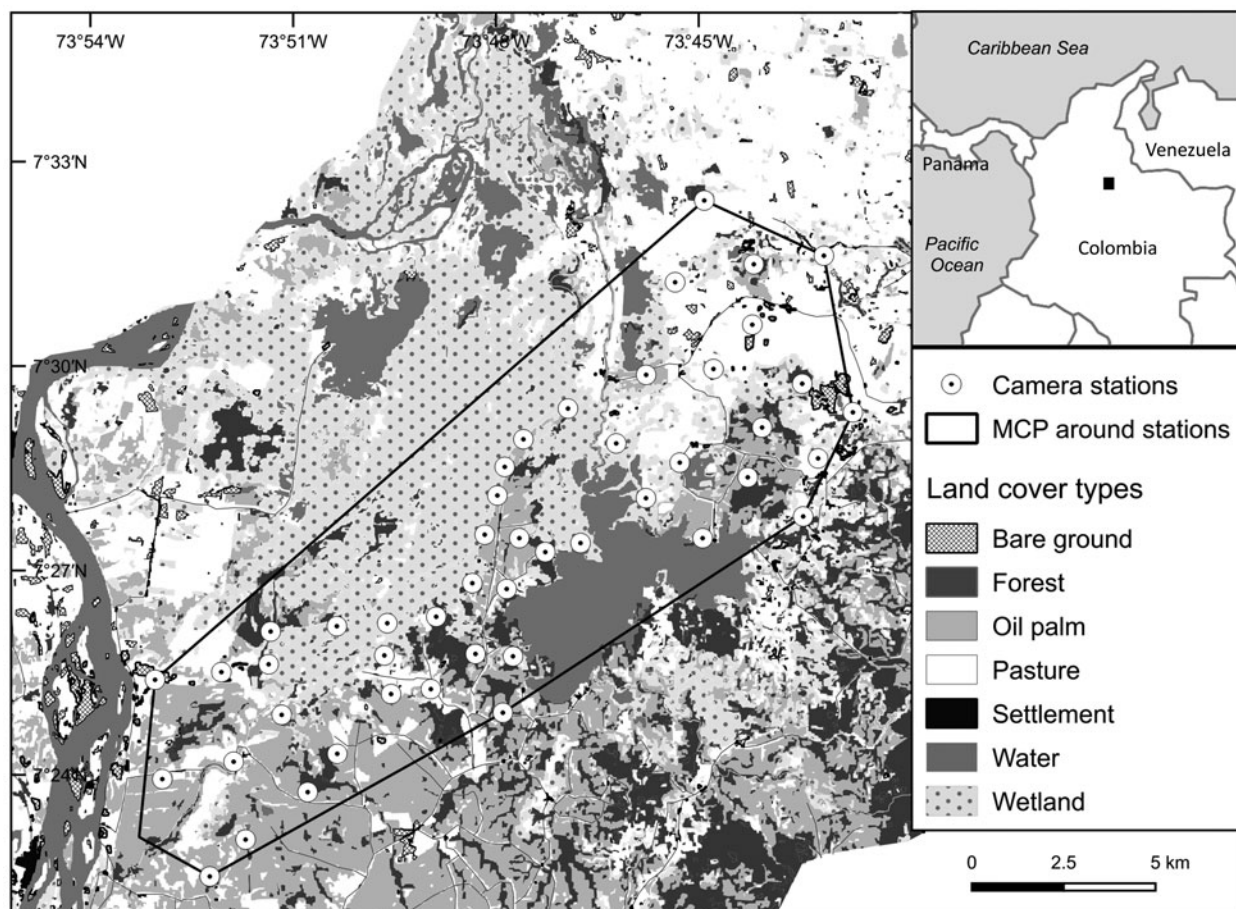 73°54'W
73°51'W
73°48'W
73°45'W
7°33'N
7°30'N
7°27'N
7°24'N
Caribbean Sea
Panama
Venezuela
Pacific
Ocean
Colombia
Camera stations
MCP around stations
Land cover types
Bare ground
Forest
Oil palm
Pasture
Settlement
Water
Wetland
0 2.5 5 km